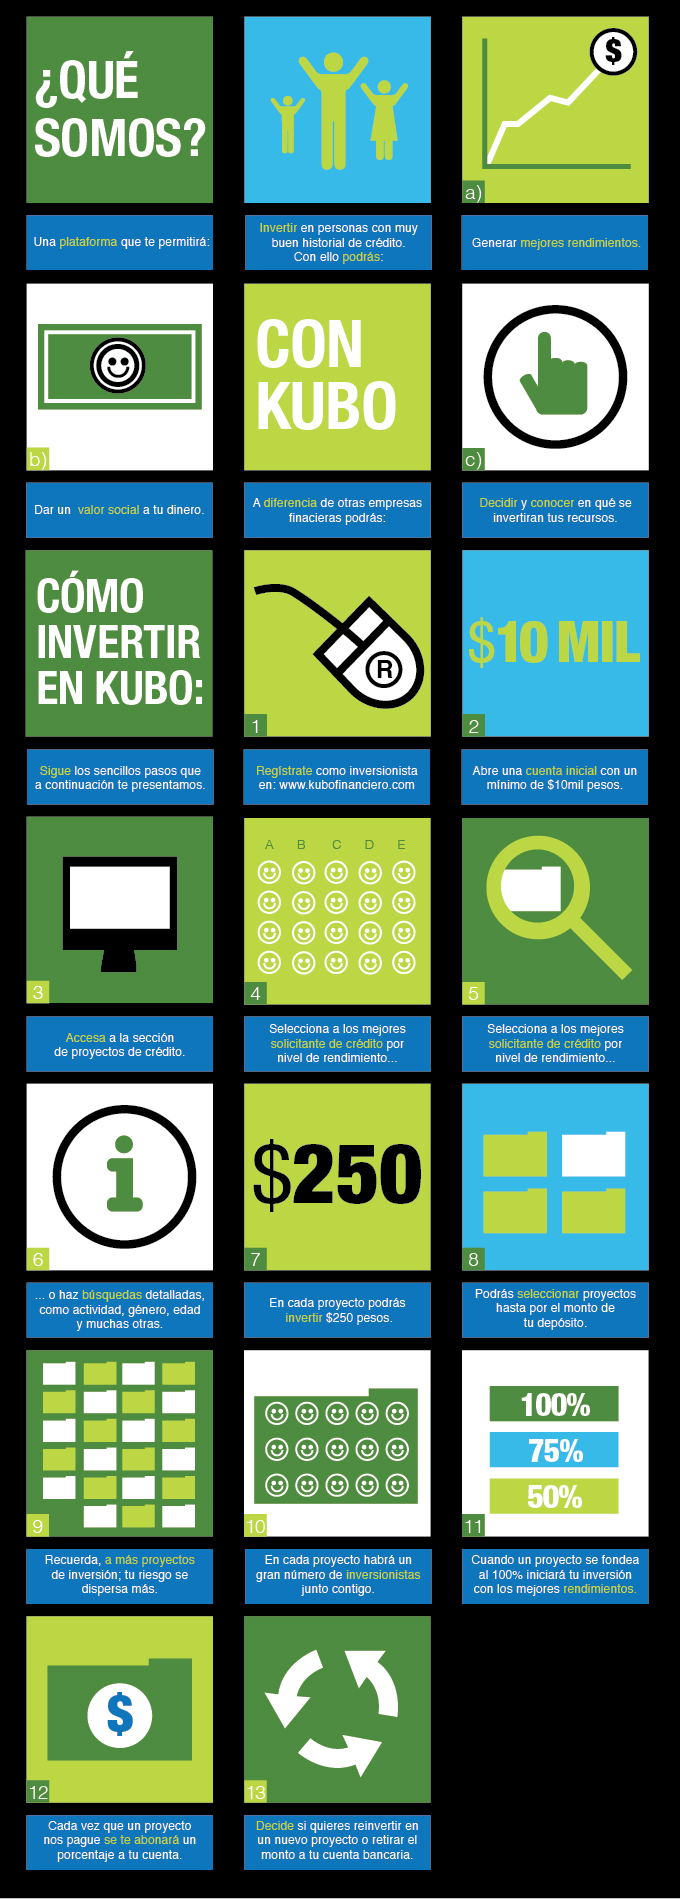 ¿QUÉ
SOMOS?
$
a)
Una plataforma que te permitirá:
Invertir en personas con muy
buen historial de crédito.
Con ello podrás:
Generar mejores rendimientos.
b)
CON
KUBO
c)
Dar un valor social a tu dinero.
A diferencia de otras empresas
finacieras podrás:
Decidir y conocer en qué se
invertiran tus recursos.
CÓMO
INVERTIR
EN KUBO:
R
1
$10 MIL
2
Sigue los sencillos pasos que
a continuación te presentamos.
Regístrate como inversionista
en: www.kubofinanciero.com
Abre una cuenta inicial con un
mínimo de $10mil pesos.
3
A B C D E
4
5
Accesa a la sección
de proyectos de crédito.
Selecciona a los mejores
solicitante de crédito por
nivel de rendimiento...
Selecciona a los mejores
solicitante de crédito por
nivel de rendimiento...
i
6
$250
7
8
... o haz búsquedas detalladas,
como actividad, género, edad
y muchas otras.
En cada proyecto podrás
invertir $250 pesos.
Podrás seleccionar proyectos
hasta por el monto de
tu depósito.
9
10
100%
75%
50%
11
Recuerda, a más proyectos
de inversión; tu riesgo se
dispersa más.
En cada proyecto habrá un
gran número de inversionistas
junto contigo.
Cuando un proyecto se fondea
al 100% iniciará tu inversión
con los mejores rendimientos.
$
12
13
Cada vez que un proyecto
nos pague se te abonará un
porcentaje a tu cuenta.
Decide si quieres reinvertir en
un nuevo proyecto o retirar el
monto a tu cuenta bancaria.